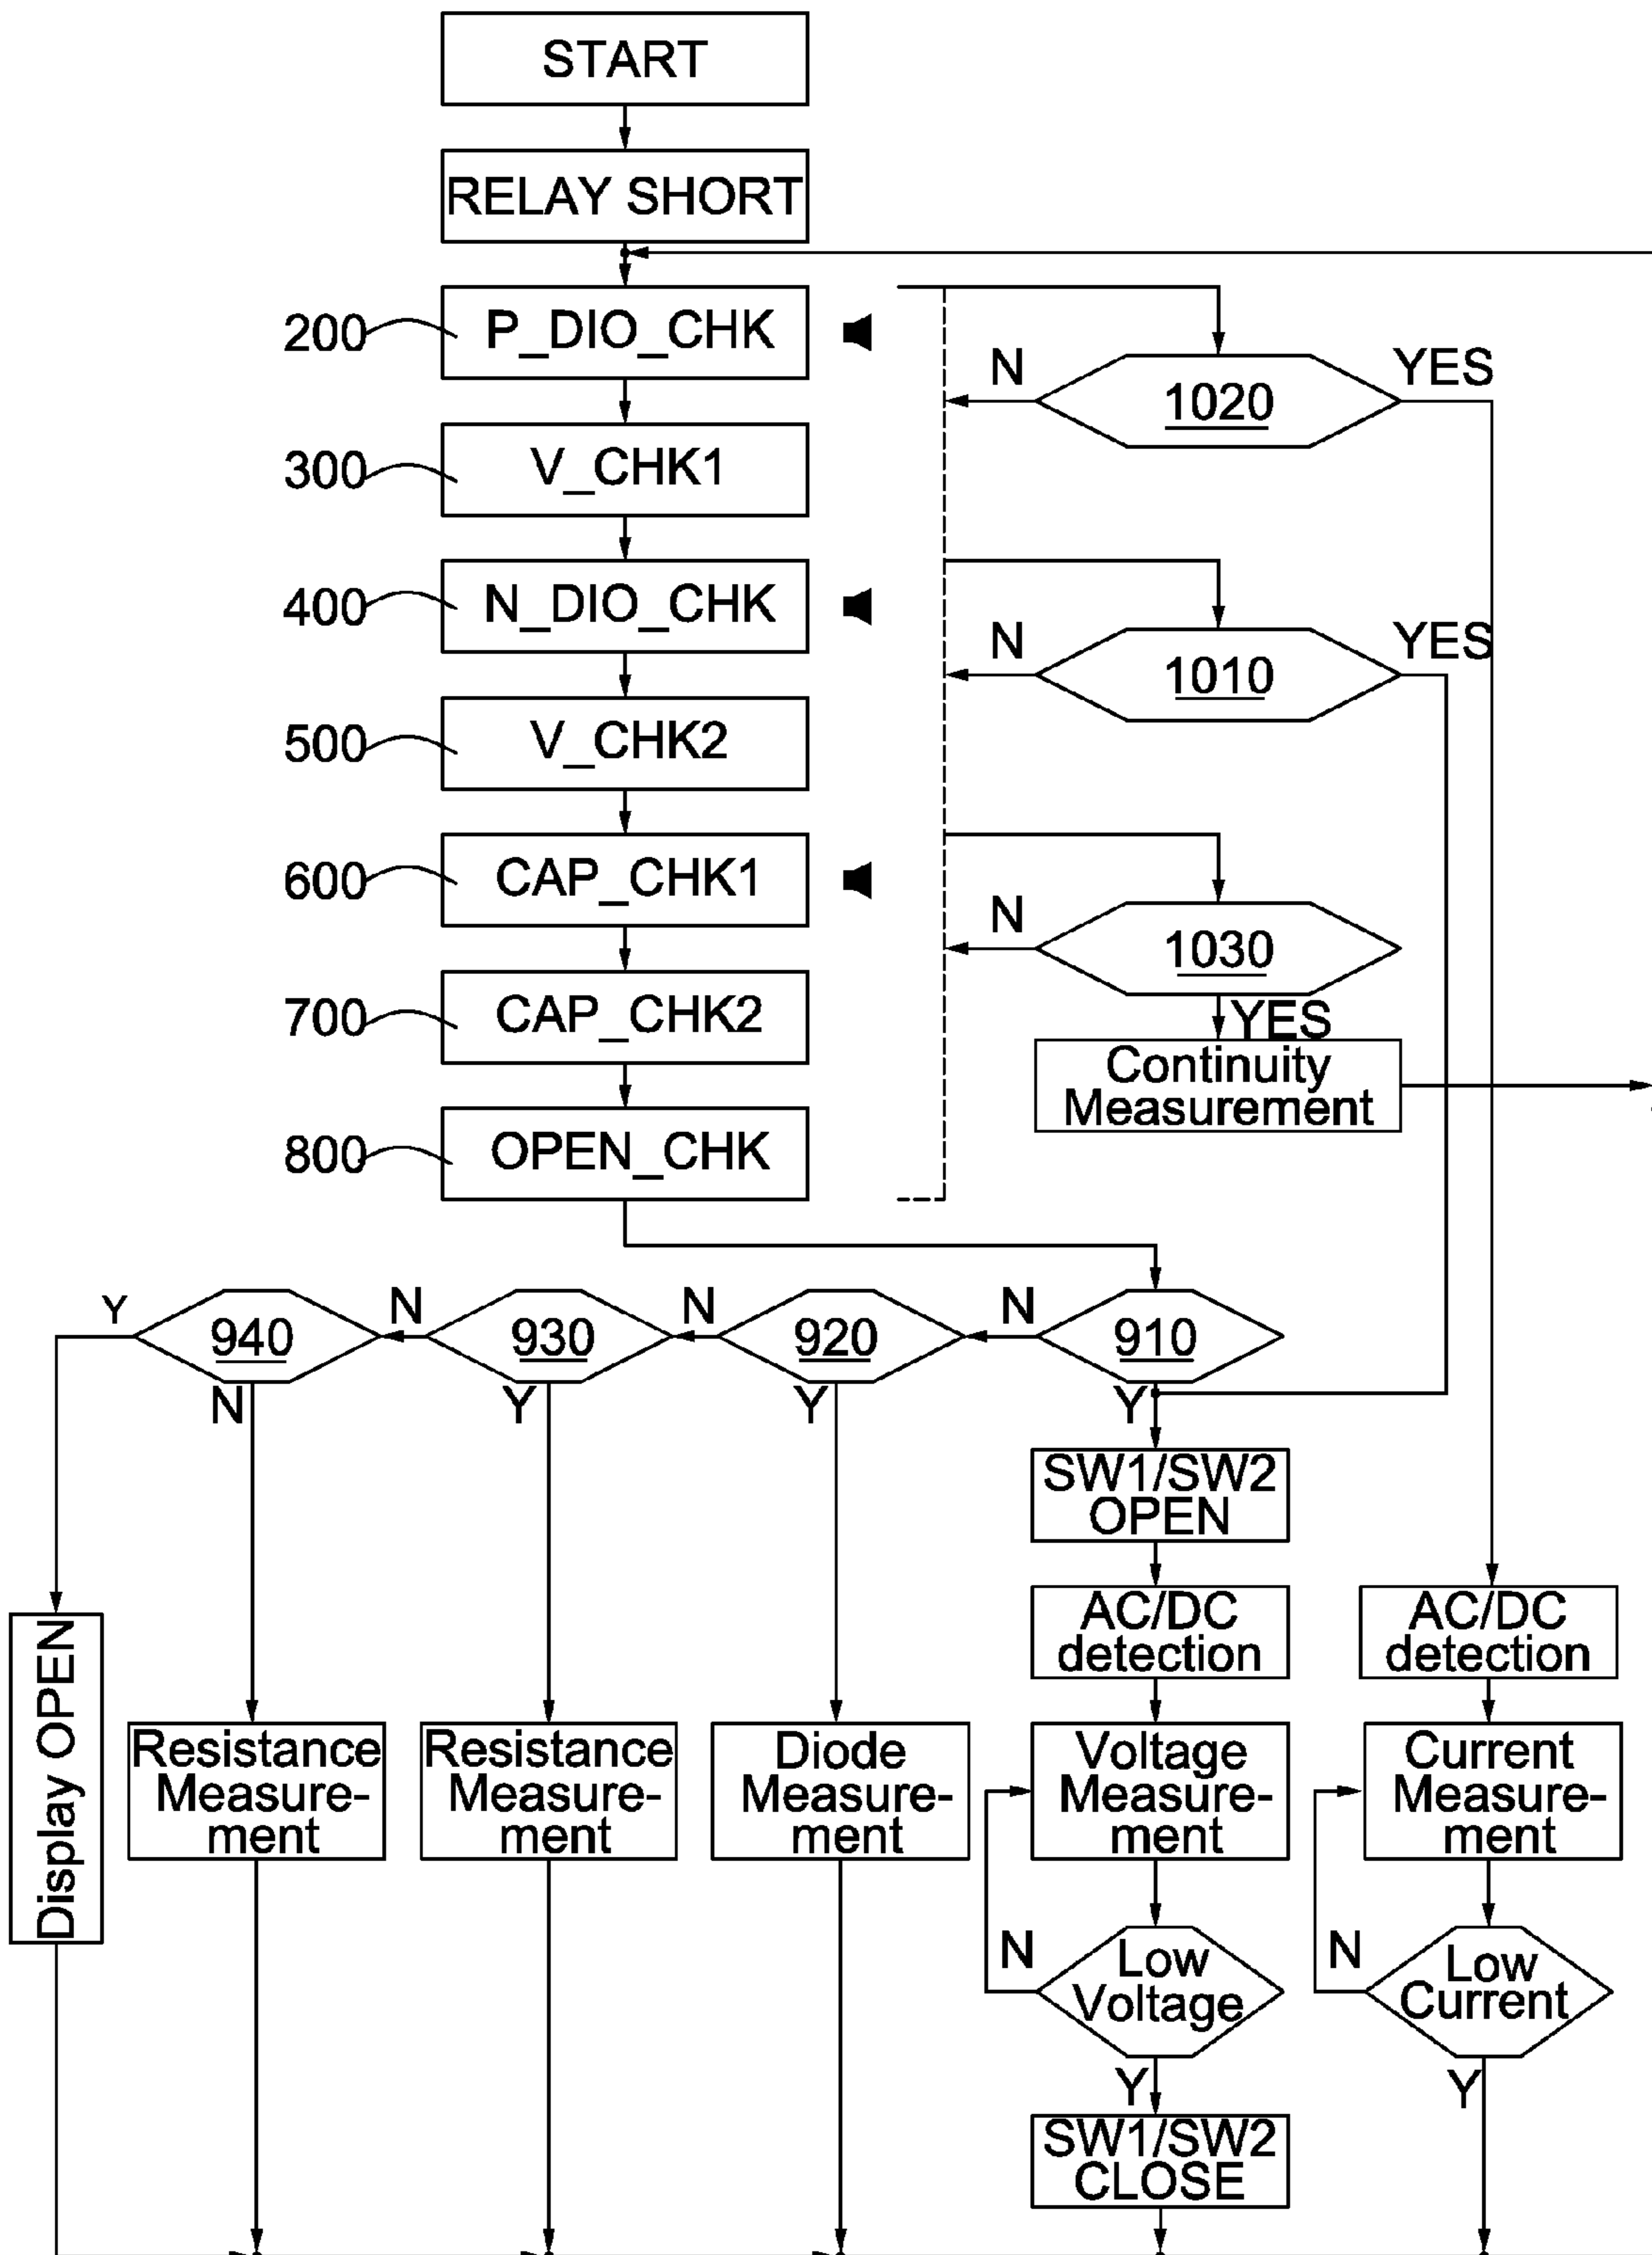 START
RELAY SHORT
200
P_DIO_CHK
N
1020
YES
300
V_CHK1
400
N_DIO_CHK
N
1010
YES
500
V_CHK2
600
CAP_CHK1
N
1030
YES
700
CAP_CHK2
Continuity
Measurement
800
OPEN_CHK
Y
940
N
930
N
920
N
910
N
Y
Y
Y
SW1/SW2
OPEN
AC/DC
detection
AC/DC
detection
Display OPEN
Resistance
Measure-
ment
Resistance
Measure-
ment
Diode
Measure-
ment
Voltage
Measure-
ment
Current
Measure-
ment
N
Low
Voltage
N
Low
Current
Y
Y
SW1/SW2
CLOSE